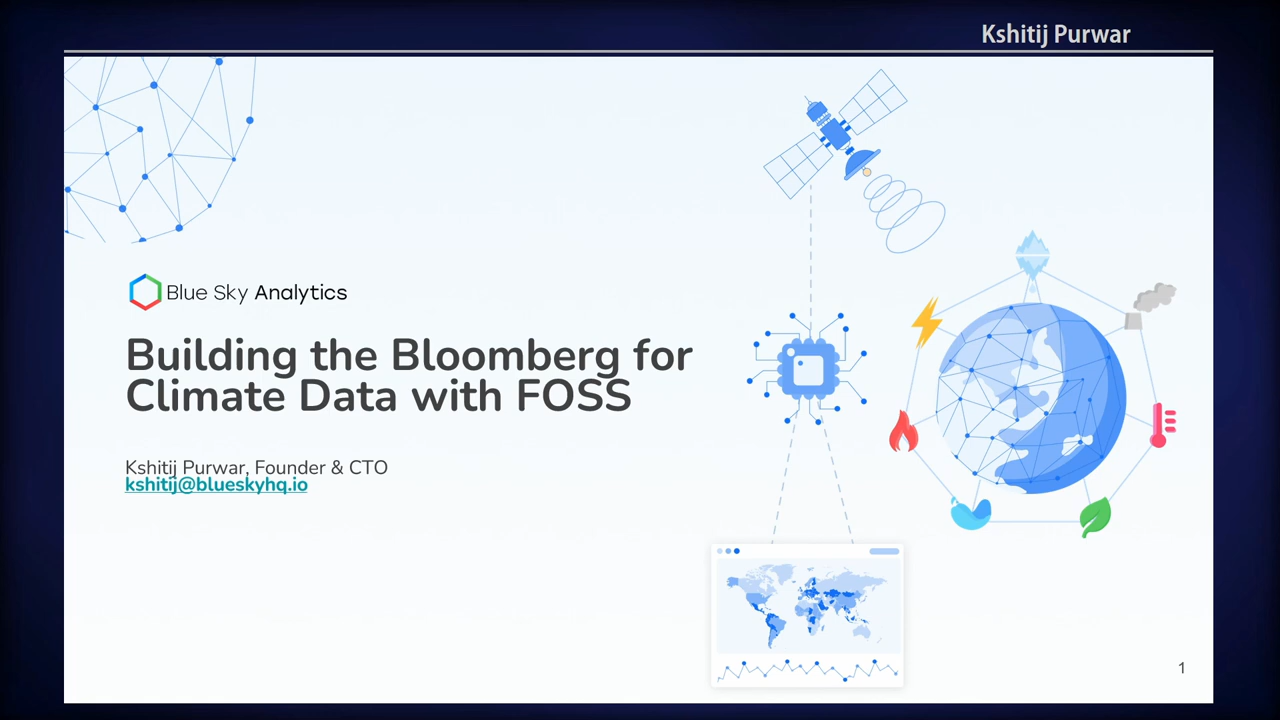 Kshitij Purwar
Blue Sky Analytics
Building the Bloomberg for
Climate Data with FOSS
Kshitij Purwar, Founder & CTO
kshitij@blueskyhq.io
1